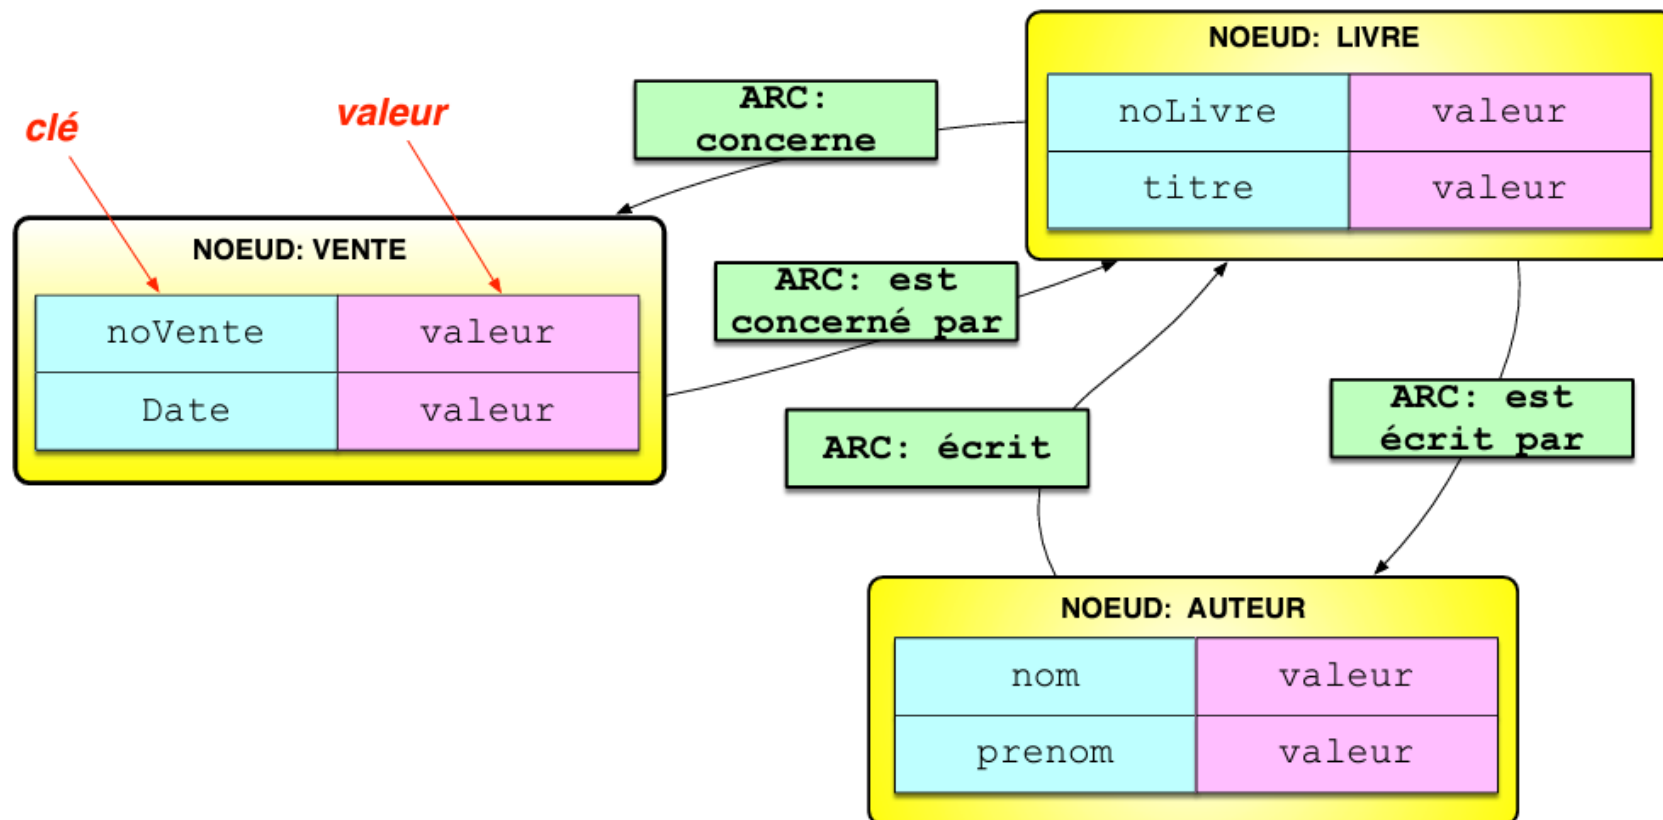 NOEUD: LIVRE
noLivre valeur
titre valeur
ARC:
concerne
clé
valeur
NOEUD: VENTE
noVente valeur
Date valeur
ARC: est
concerné par
ARC: écrit
ARC: est
écrit par
NOEUD: AUTEUR
nom valeur
prenom valeur